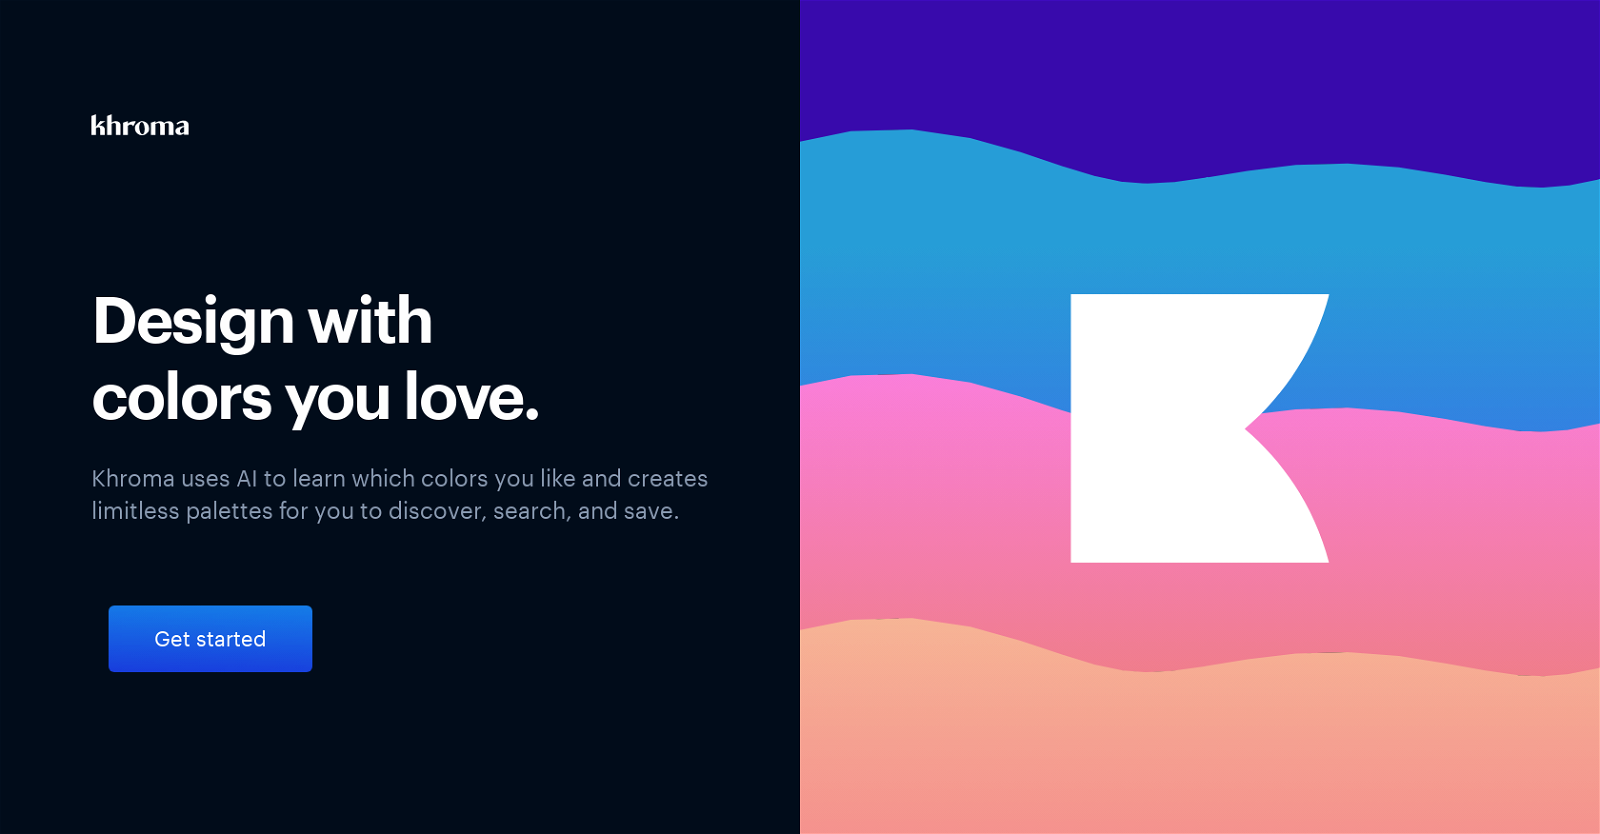 khroma
Design with
colors you love.
Khroma uses AI to learn which colors you like and creates
limitless palettes for you to discover, search, and save.
Get started